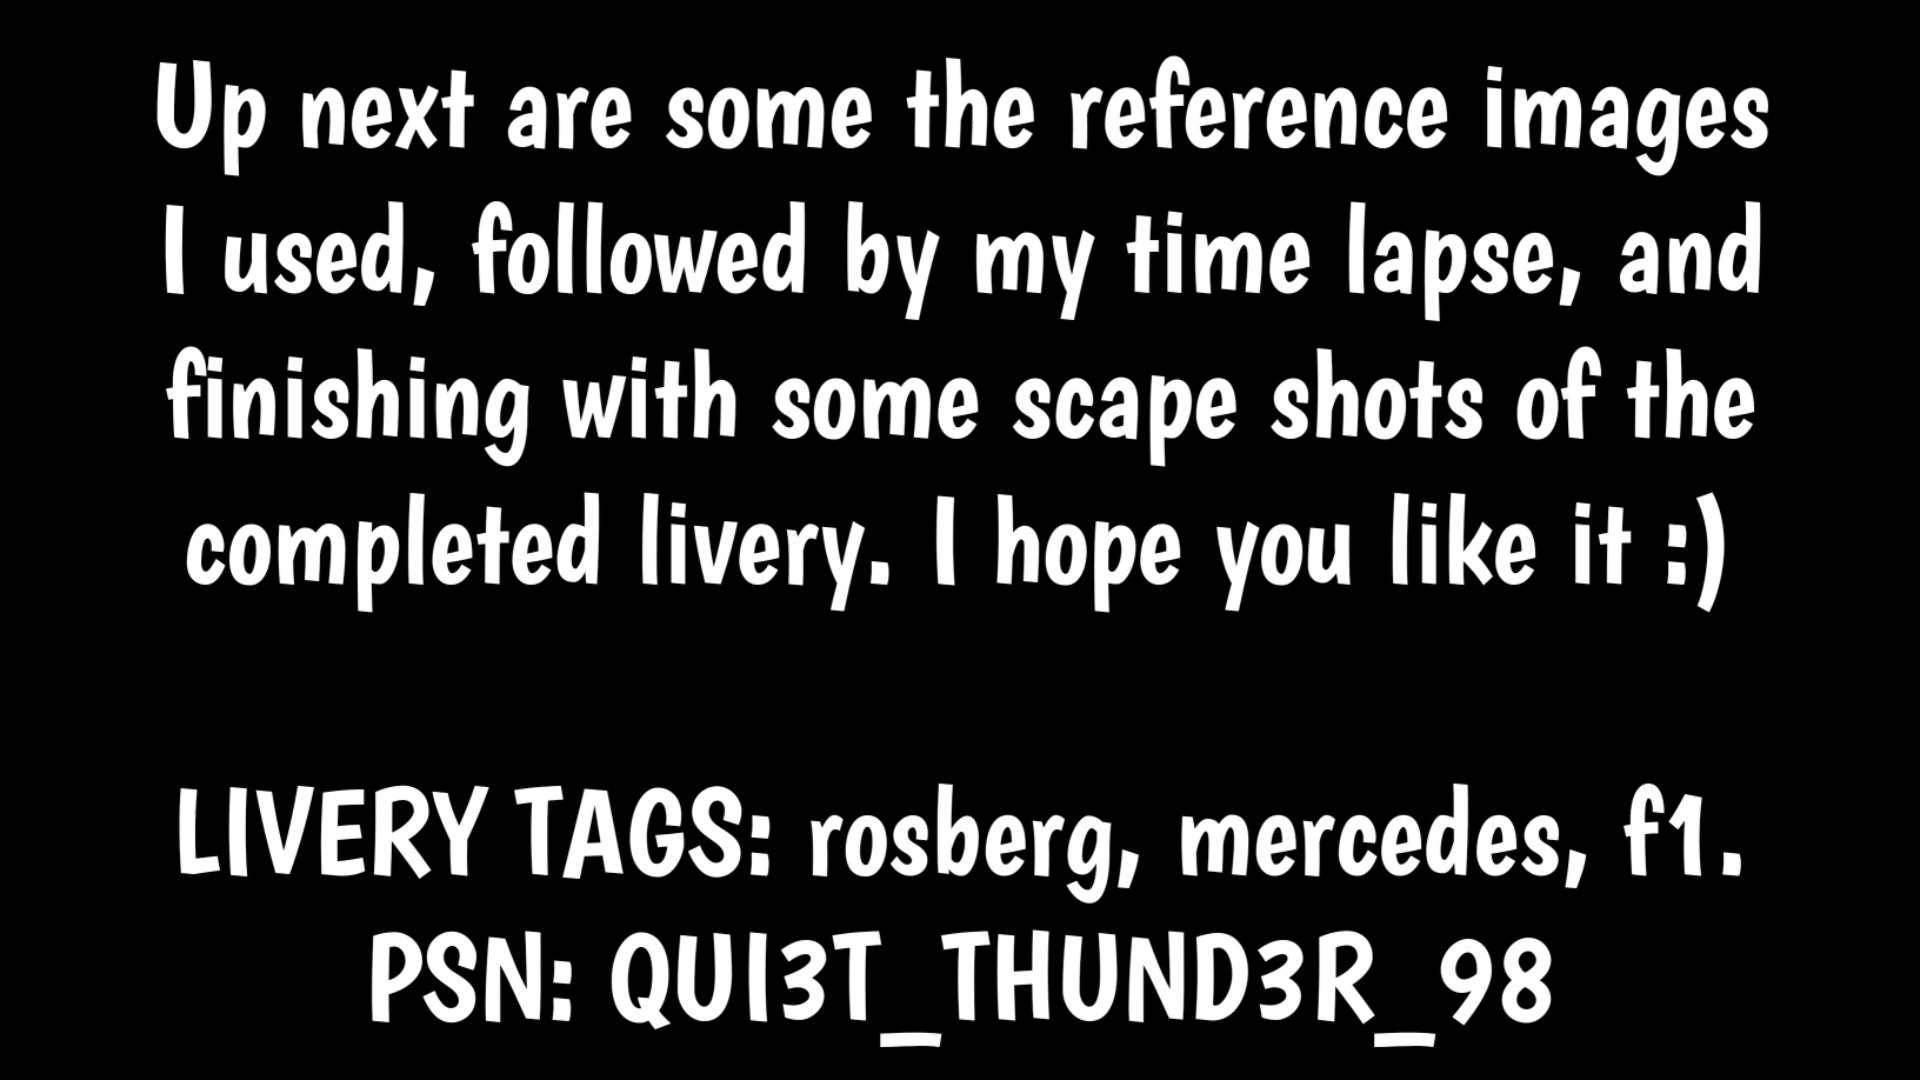 Up next are some the reference images
I used, followed by my time lapse, and
finishing with some scape shots of the
completed livery. I hope you like it :)
LIVERY TAGS: rosberg, mercedes, f1.
PSN: QUI3T_THUND3R_98